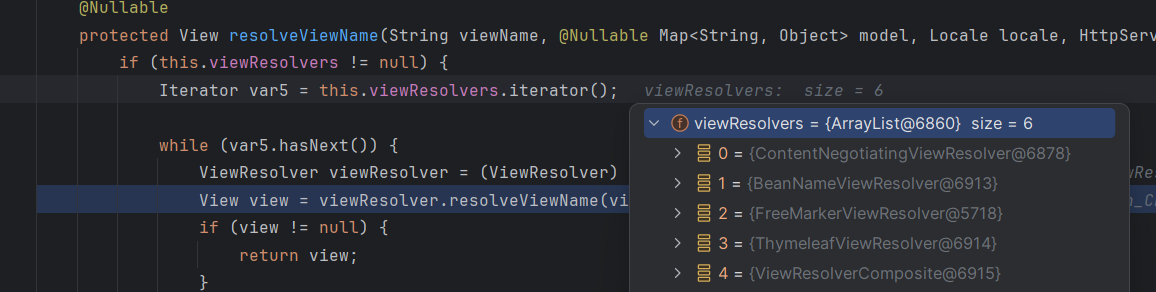 @Nullable
protected View resolveViewName(String viewName, @Nullable Map<String, Object> model, Locale locale, HttpServ
if (this.viewResolvers != null) {
Iterator var5 = this.viewResolvers.iterator(); viewResolvers: size = 6
viewResolvers = {ArrayList@6860} size = 6
while (var5.hasNext()) {
0 = {ContentNegotiatingViewResolver@6878}
ViewResolver viewResolver = (ViewResolver)
1 = {BeanNameViewResolver@6913}
View view = viewResolver.resolveViewName(vi
2 = {FreeMarkerViewResolver@5718}
if (view != null) {
3 = {ThymeleafViewResolver@6914}
return view;
4 = {ViewResolverComposite@6915}
}